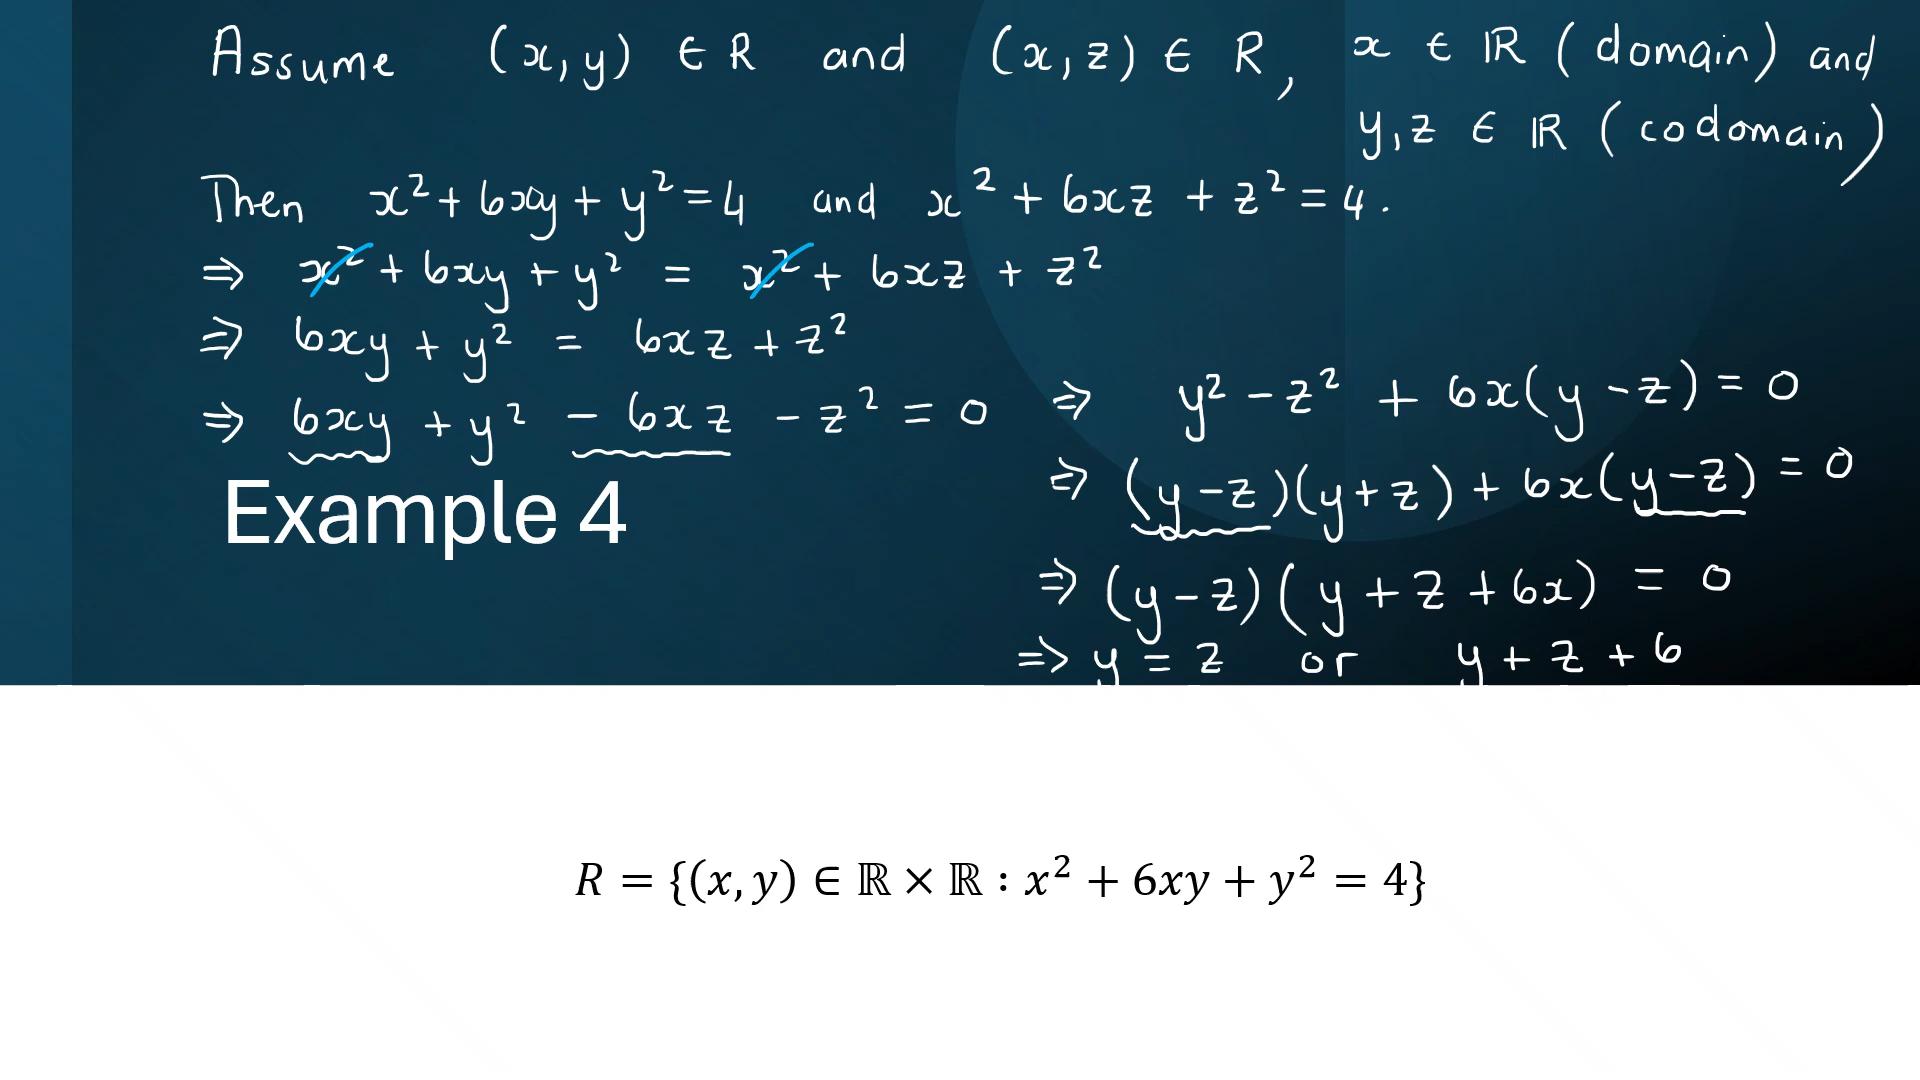 Assume (x, y) ∈ R and (x, z) ∈ R, x ∈ ℝ (domain) and
y, z ∈ ℝ (codomain)
Then x² + 6xy + y² = 4 and x² + 6xz + z² = 4.
⇒ x² + 6xy + y² = x² + 6xz + z²
⇒ 6xy + y² = 6xz + z²
⇒ 6xy + y² − 6xz − z² = 0
⇒ y² − z² + 6x(y − z) = 0
⇒ (y − z)(y + z) + 6x(y − z) = 0
⇒ (y − z)(y + z + 6x) = 0
⇒ y = z or y + z + 6
Example 4
R = {(x, y) ∈ ℝ × ℝ : x² + 6xy + y² = 4}